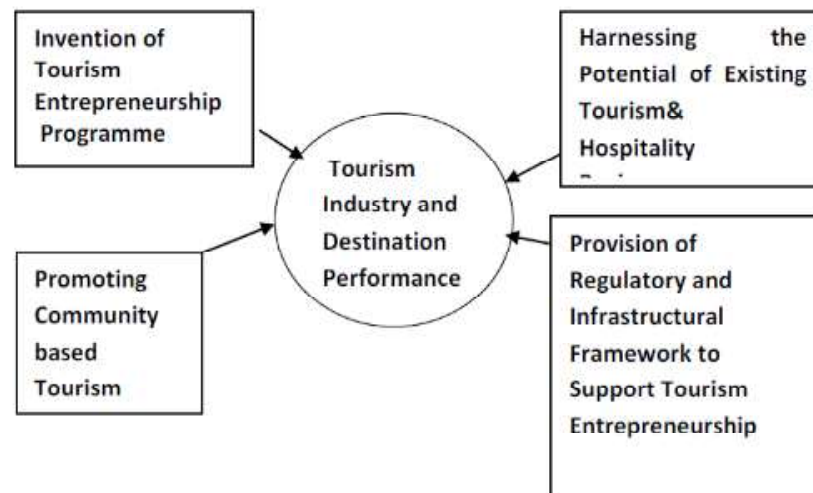 Invention of
Tourism
Entrepreneurship
Programme
Harnessing the
Potential of Existing
Tourism&
Hospitality
Tourism
Industry and
Destination
Performance
Promoting
Community
based
Tourism
Provision of
Regulatory and
Infrastructural
Framework to
Support Tourism
Entrepreneurship